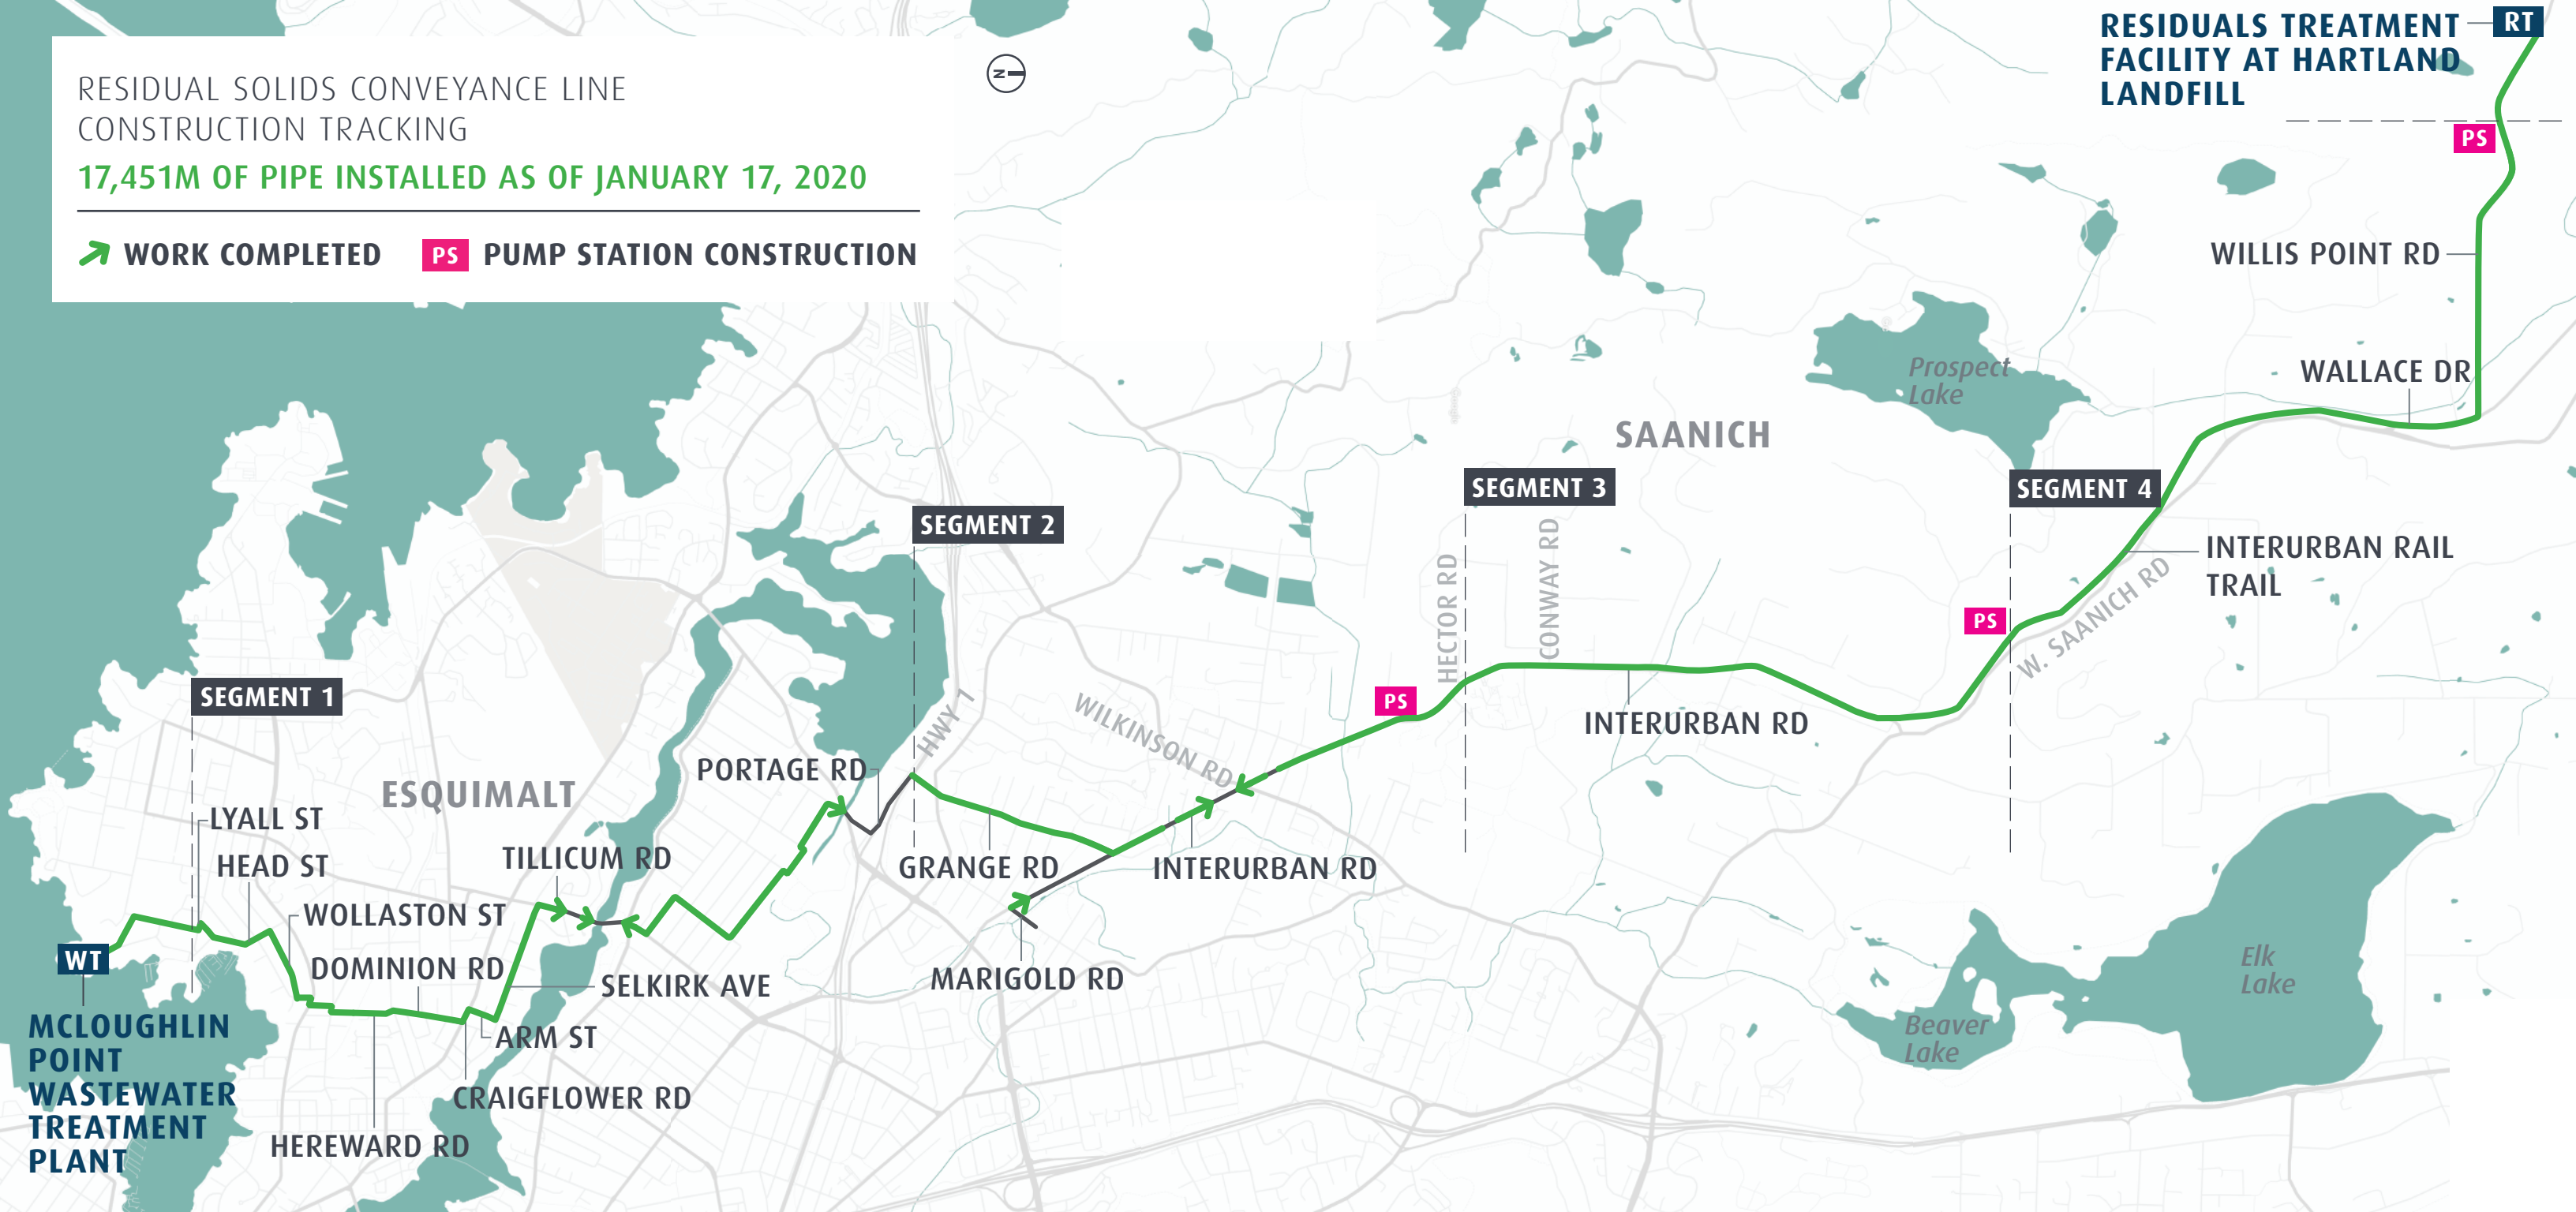 RESIDUAL SOLIDS CONVEYANCE LINE
CONSTRUCTION TRACKING
17,451M OF PIPE INSTALLED AS OF JANUARY 17, 2020
WORK COMPLETED
PS PUMP STATION CONSTRUCTION
N
RESIDUALS TREATMENT
FACILITY AT HARTLAND
LANDFILL
RT
PS
WILLIS POINT RD
WALLACE DR
Prospect
Lake
SAANICH
SEGMENT 3
SEGMENT 4
SEGMENT 2
INTERURBAN RAIL
TRAIL
HECTOR RD
CONWAY RD
W. SAANICH RD
PS
SEGMENT 1
PS
HWY 1
WILKINSON RD
INTERURBAN RD
PORTAGE RD
ESQUIMALT
LYALL ST
HEAD ST
TILLICUM RD
GRANGE RD
INTERURBAN RD
WOLLASTON ST
DOMINION RD
SELKIRK AVE
MARIGOLD RD
WT
MCLOUGHLIN
POINT
WASTEWATER
TREATMENT
PLANT
ARM ST
CRAIGFLOWER RD
HEREWARD RD
Elk
Lake
Beaver
Lake